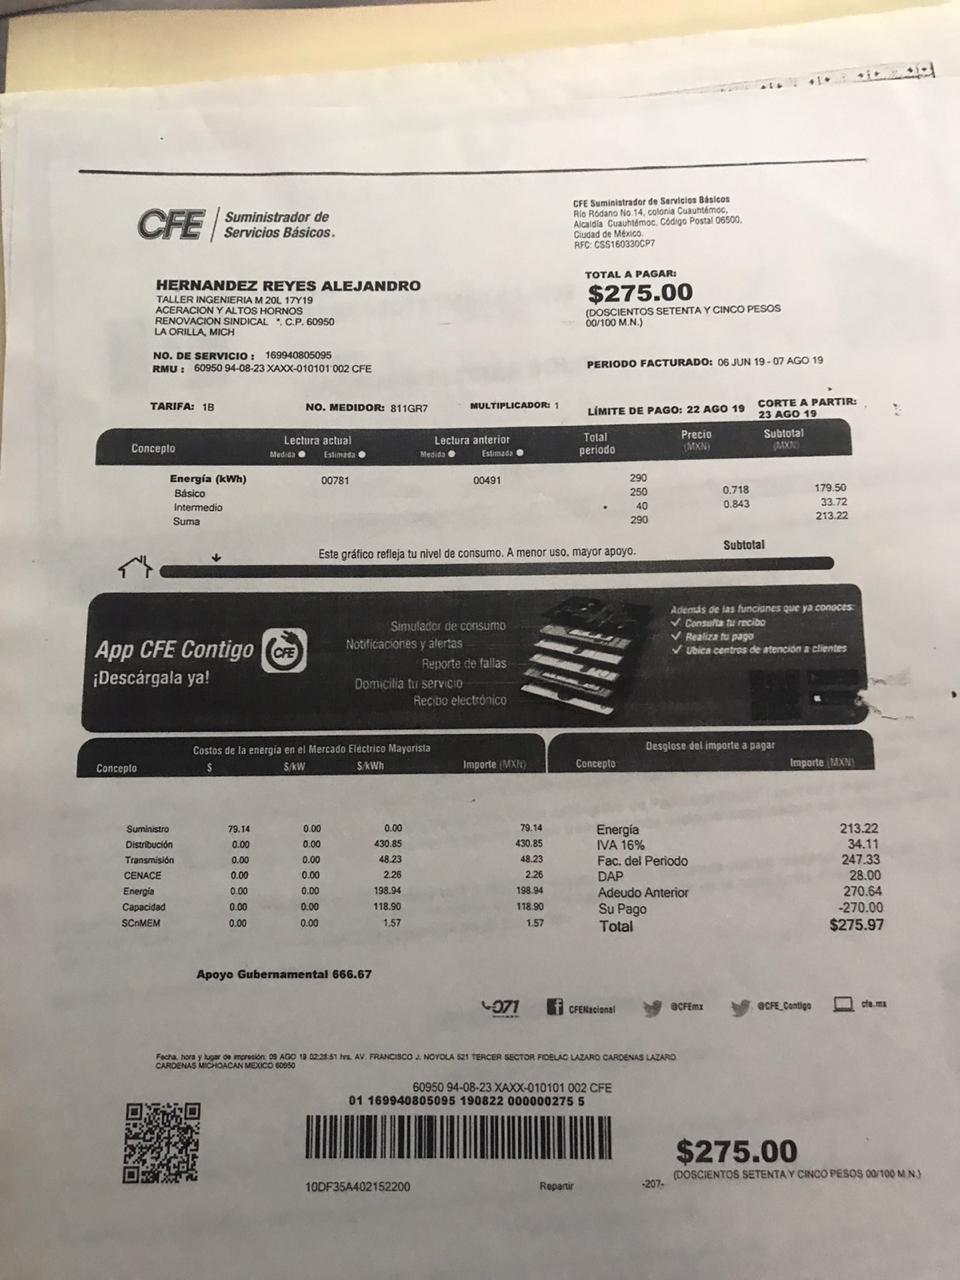 CFE Suministrador de
Servicios Básicos.
CFE Suministrador de Servicios Básicos
Río Ródano No.14, colonia Cuauhtémoc,
Alcaldía Cuauhtémoc, Código Postal 06500,
Ciudad de México.
RFC: CSS160330CP7
HERNANDEZ REYES ALEJANDRO
TALLER INGENIERIA M 20L 17Y19
ACERACION Y ALTOS HORNOS
RENOVACION SINDICAL *. C.P. 60950
LA ORILLA, MICH
TOTAL A PAGAR:
$275.00
(DOSCIENTOS SETENTA Y CINCO PESOS
00/100 M.N.)
NO. DE SERVICIO : 169940805095
RMU : 60950 94-08-23 XAXX-010101 002 CFE
PERIODO FACTURADO: 06 JUN 19 - 07 AGO 19
TARIFA: 1B NO. MEDIDOR: 811GR7 MULTIPLICADOR: 1 LÍMITE DE PAGO: 22 AGO 19 CORTE A PARTIR:
23 AGO 19
Concepto Lectura actual Lectura anterior Total periodo Precio (MXN) Subtotal (MXN)
Medida Estimada Medida Estimada
Energía (kWh) 00781 00491 290
Básico 250 0.718 179.50
Intermedio 40 0.843 33.72
Suma 290 213.22
Este gráfico refleja tu nivel de consumo. A menor uso, mayor apoyo. Subtotal
App CFE Contigo CFE
¡Descárgala ya!
Simulador de consumo
Notificaciones y alertas
Reporte de fallas
Domicilia tu servicio
Recibo electrónico
Además de las funciones que ya conoces:
✓ Consulta tu recibo
✓ Realiza tu pago
✓ Ubica centros de atención a clientes
Costos de la energía en el Mercado Eléctrico Mayorista
Concepto $ $/kW $/kWh Importe (MXN)
Suministro 79.14 0.00 0.00 79.14
Distribución 0.00 0.00 430.85 430.85
Transmisión 0.00 0.00 48.23 48.23
CENACE 0.00 0.00 2.26 2.26
Energía 0.00 0.00 198.94 198.94
Capacidad 0.00 0.00 118.90 118.90
SCnMEM 0.00 0.00 1.57 1.57
Desglose del importe a pagar
Concepto Importe (MXN)
Energía 213.22
IVA 16% 34.11
Fac. del Periodo 247.33
DAP 28.00
Adeudo Anterior 270.64
Su Pago -270.00
Total $275.97
Apoyo Gubernamental 666.67
071 CFENacional @CFEmx @CFE_Contigo cfe.mx
Fecha, hora y lugar de impresión: 09 AGO 19 02:28:51 hrs. AV. FRANCISCO J. NOYOLA 521 TERCER SECTOR FIDELAC LAZARO CARDENAS LAZARO
CARDENAS MICHOACAN MEXICO 60950
60950 94-08-23 XAXX-010101 002 CFE
01 169940805095 190822 000000275 5
10DF35A402152200 Repartir -207-
$275.00
(DOSCIENTOS SETENTA Y CINCO PESOS 00/100 M.N.)